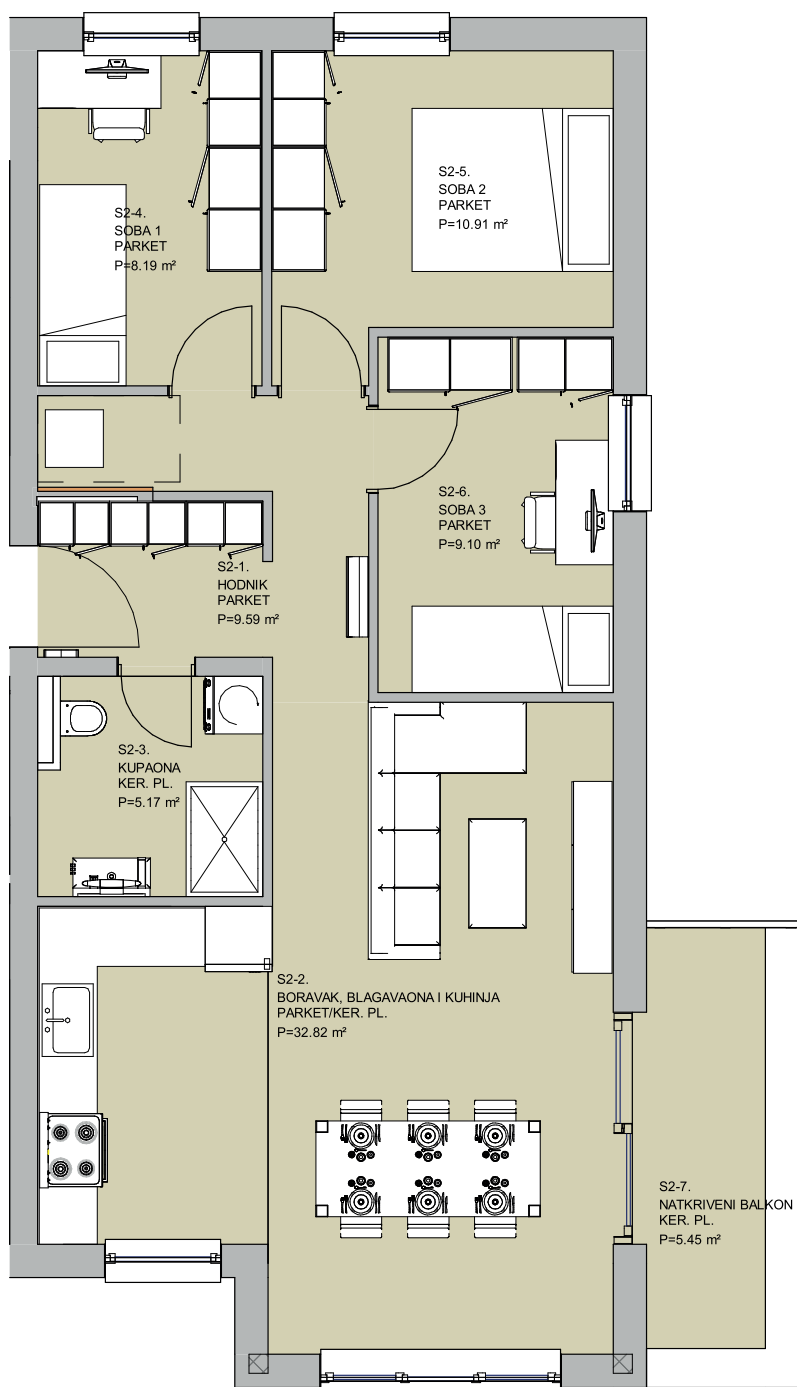 S2-5.
SOBA 2
PARKET
P=10.91 m²
S2-4.
SOBA 1
PARKET
P=8.19 m²
S2-6.
SOBA 3
PARKET
P=9.10 m²
S2-1.
HODNIK
PARKET
P=9.59 m²
S2-3.
KUPAONA
KER. PL.
P=5.17 m²
S2-2.
BORAVAK, BLAGAVAONA I KUHINJA
PARKET/KER. PL.
P=32.82 m²
S2-7.
NATKRIVENI BALKON
KER. PL.
P=5.45 m²